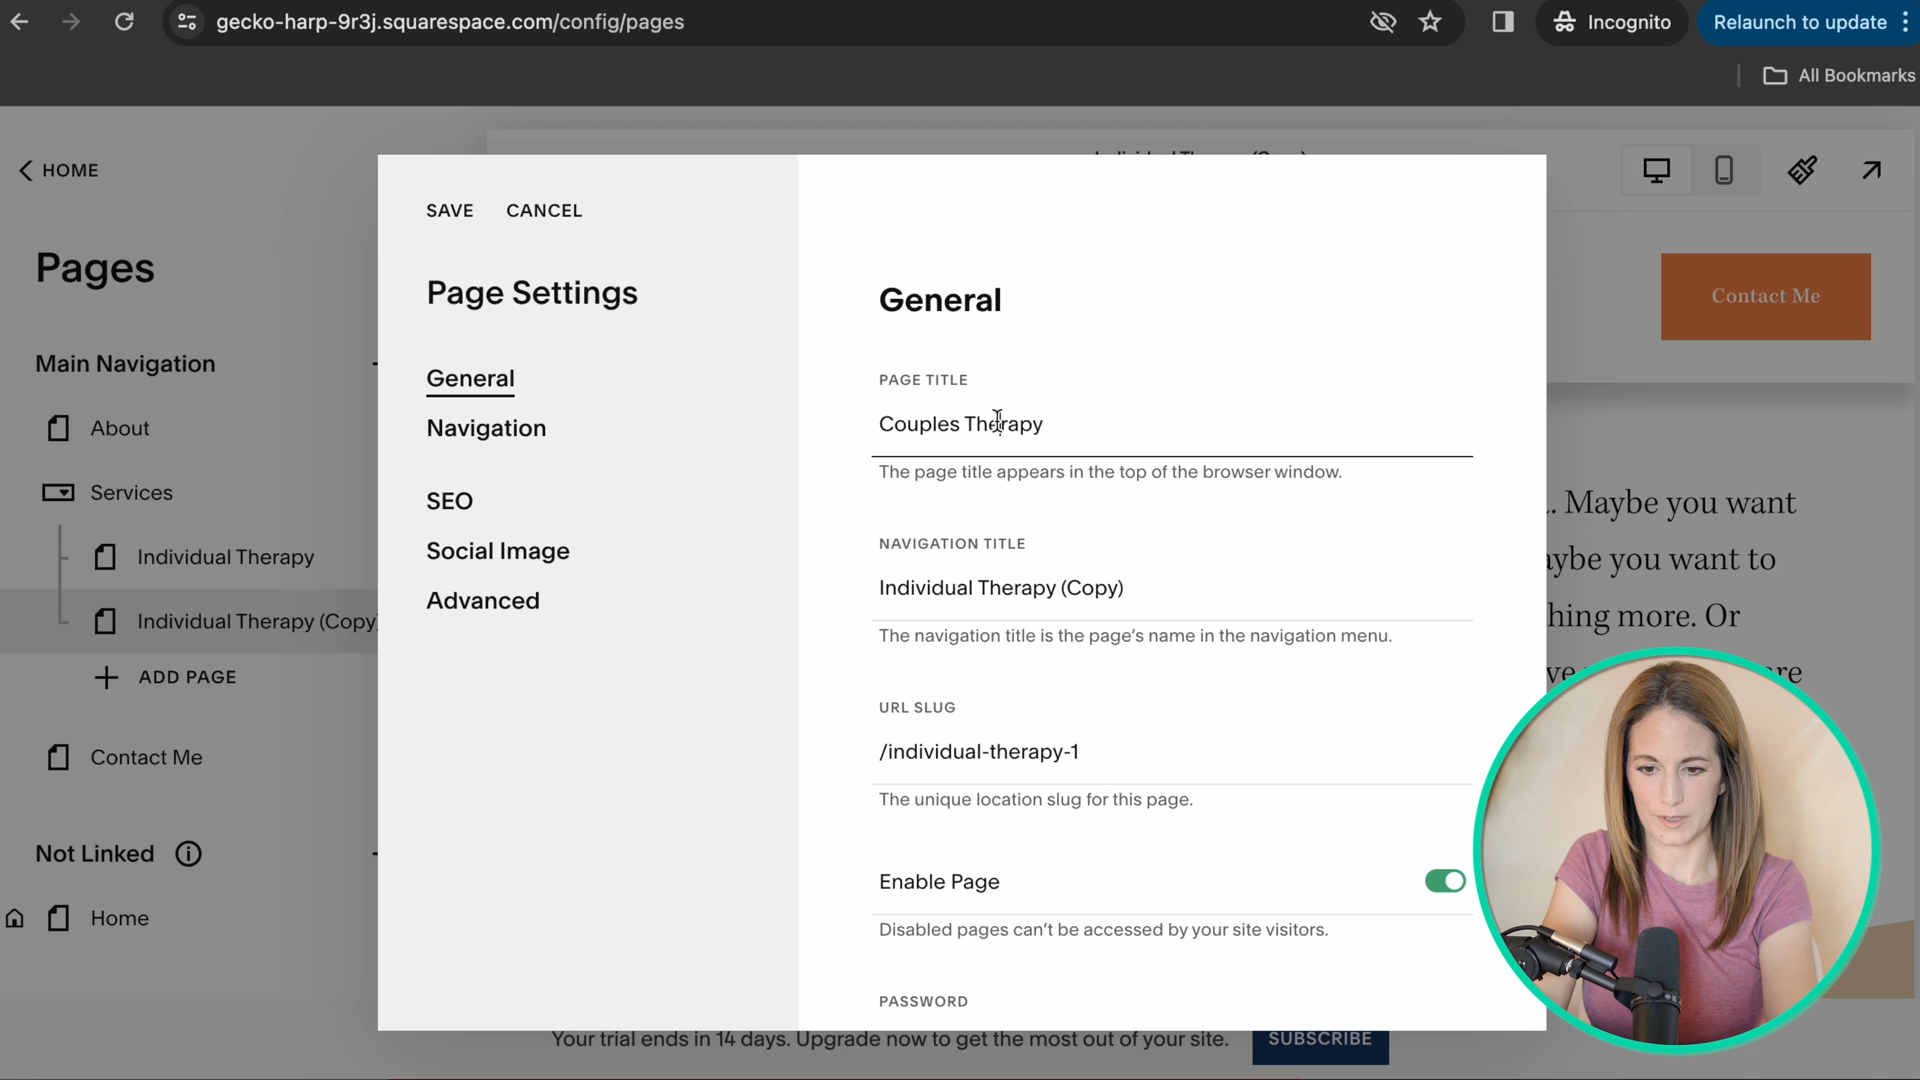 gecko-harp-9r3j.squarespace.com/config/pages
Incognito
Relaunch to update
All Bookmarks
HOME
Pages
Main Navigation
About
Services
Individual Therapy
Individual Therapy (Copy)
ADD PAGE
Contact Me
Not Linked
Home
SAVE CANCEL
Page Settings
General
Navigation
SEO
Social Image
Advanced
General
PAGE TITLE
Couples Therapy
The page title appears in the top of the browser window.
NAVIGATION TITLE
Individual Therapy (Copy)
The navigation title is the page's name in the navigation menu.
URL SLUG
/individual-therapy-1
The unique location slug for this page.
Enable Page
Disabled pages can't be accessed by your site visitors.
PASSWORD
Contact Me
. Maybe you want
aybe you want to
hing more. Or
Your trial ends in 14 days. Upgrade now to get the most out of your site.
SUBSCRIBE